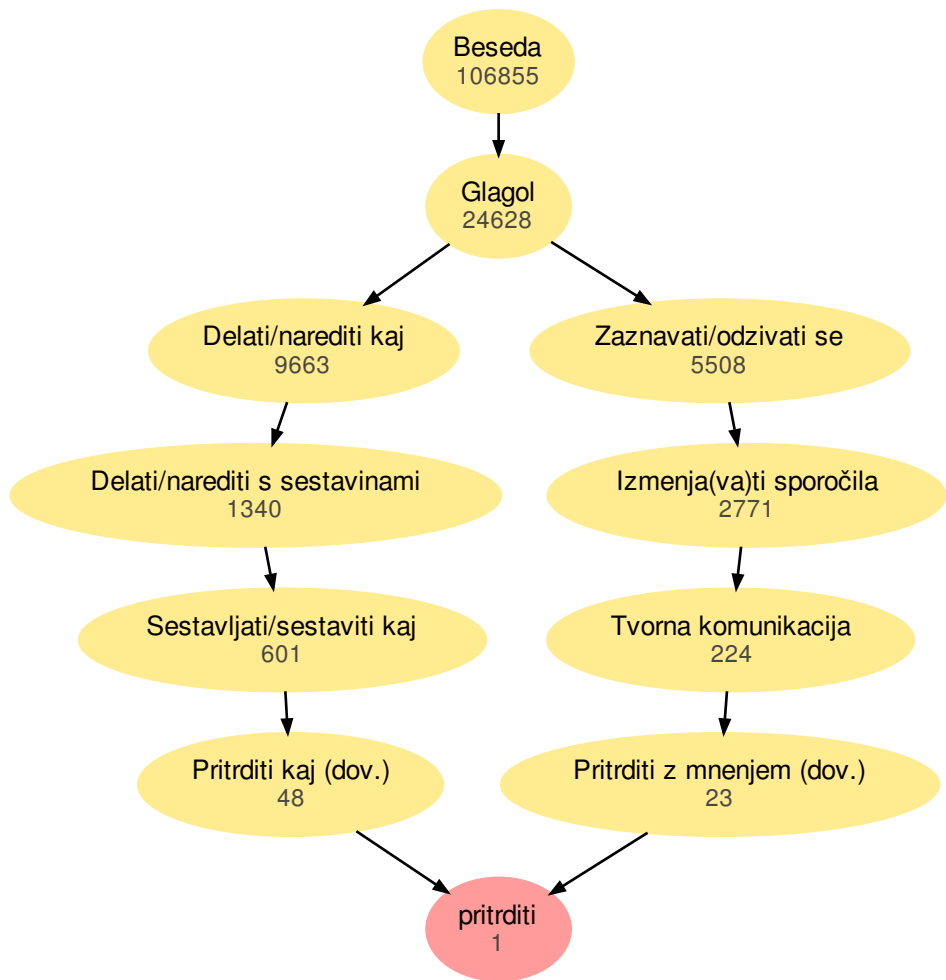 Beseda
106855
Glagol
24628
Delati/narediti kaj
9663
Zaznavati/odzivati se
5508
Delati/narediti s sestavinami
1340
Izmenja(va)ti sporočila
2771
Sestavljati/sestaviti kaj
601
Tvorna komunikacija
224
Pritrditi kaj (dov.)
48
Pritrditi z mnenjem (dov.)
23
pritrditi
1